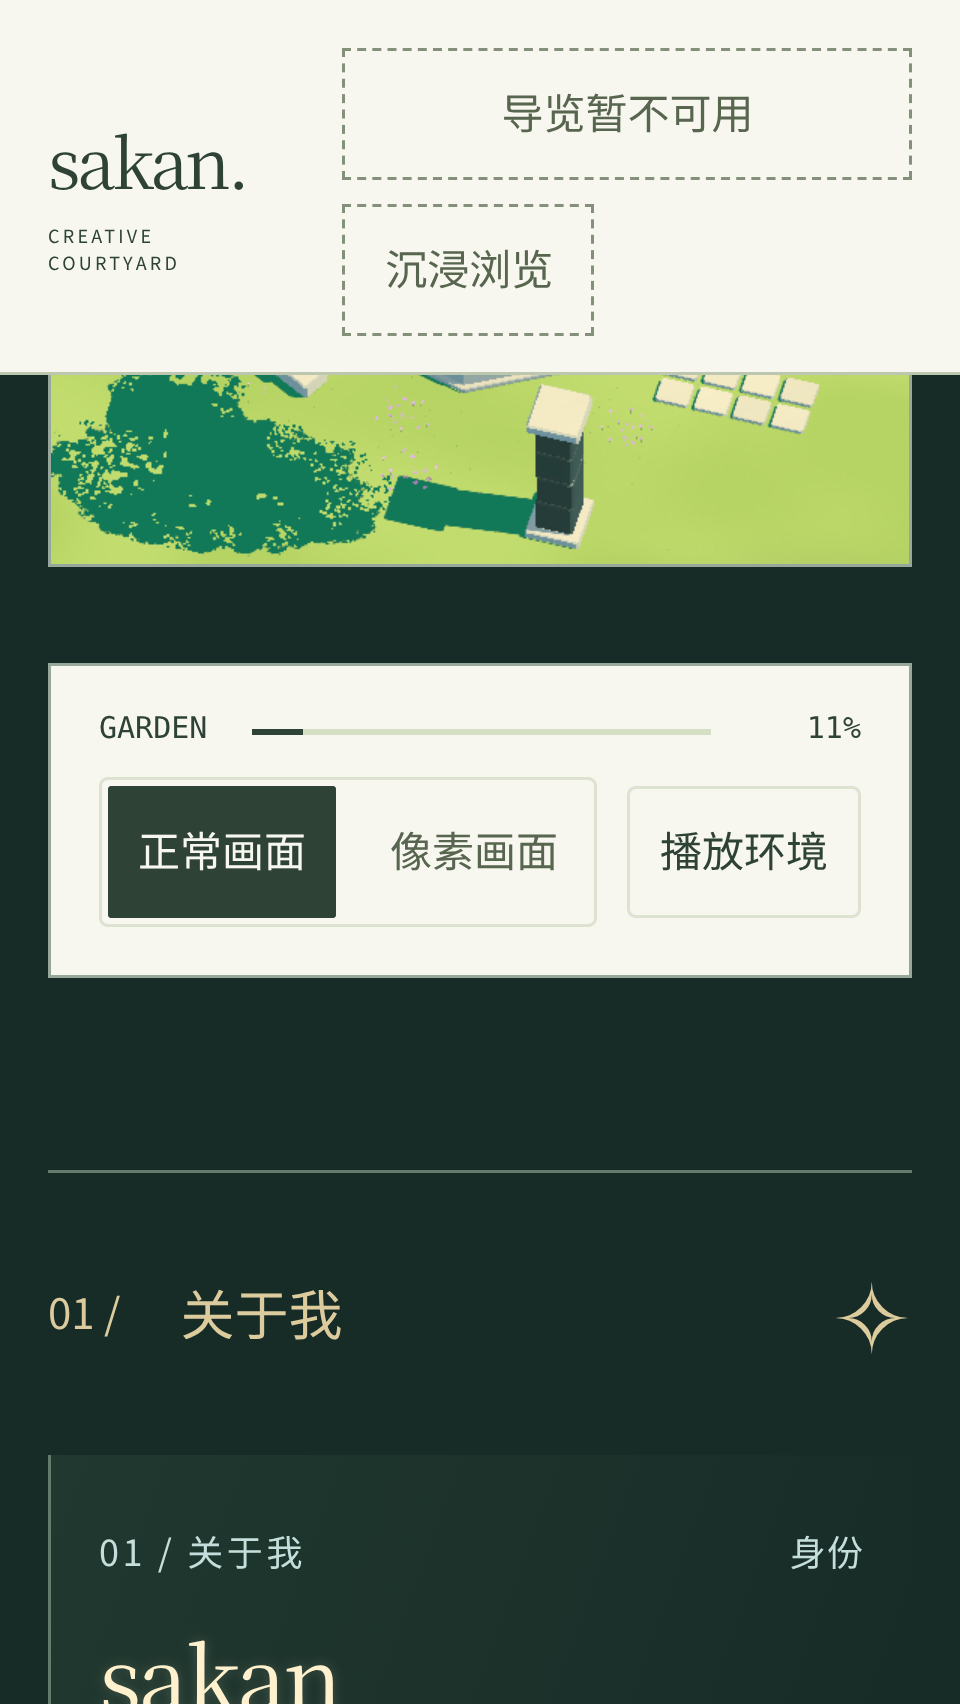 sakan.
CREATIVE
COURTYARD
导览暂不可用
沉浸浏览
GARDEN 11%
正常画面 像素画面 播放环境
01 / 关于我
01 / 关于我 身份
sakan